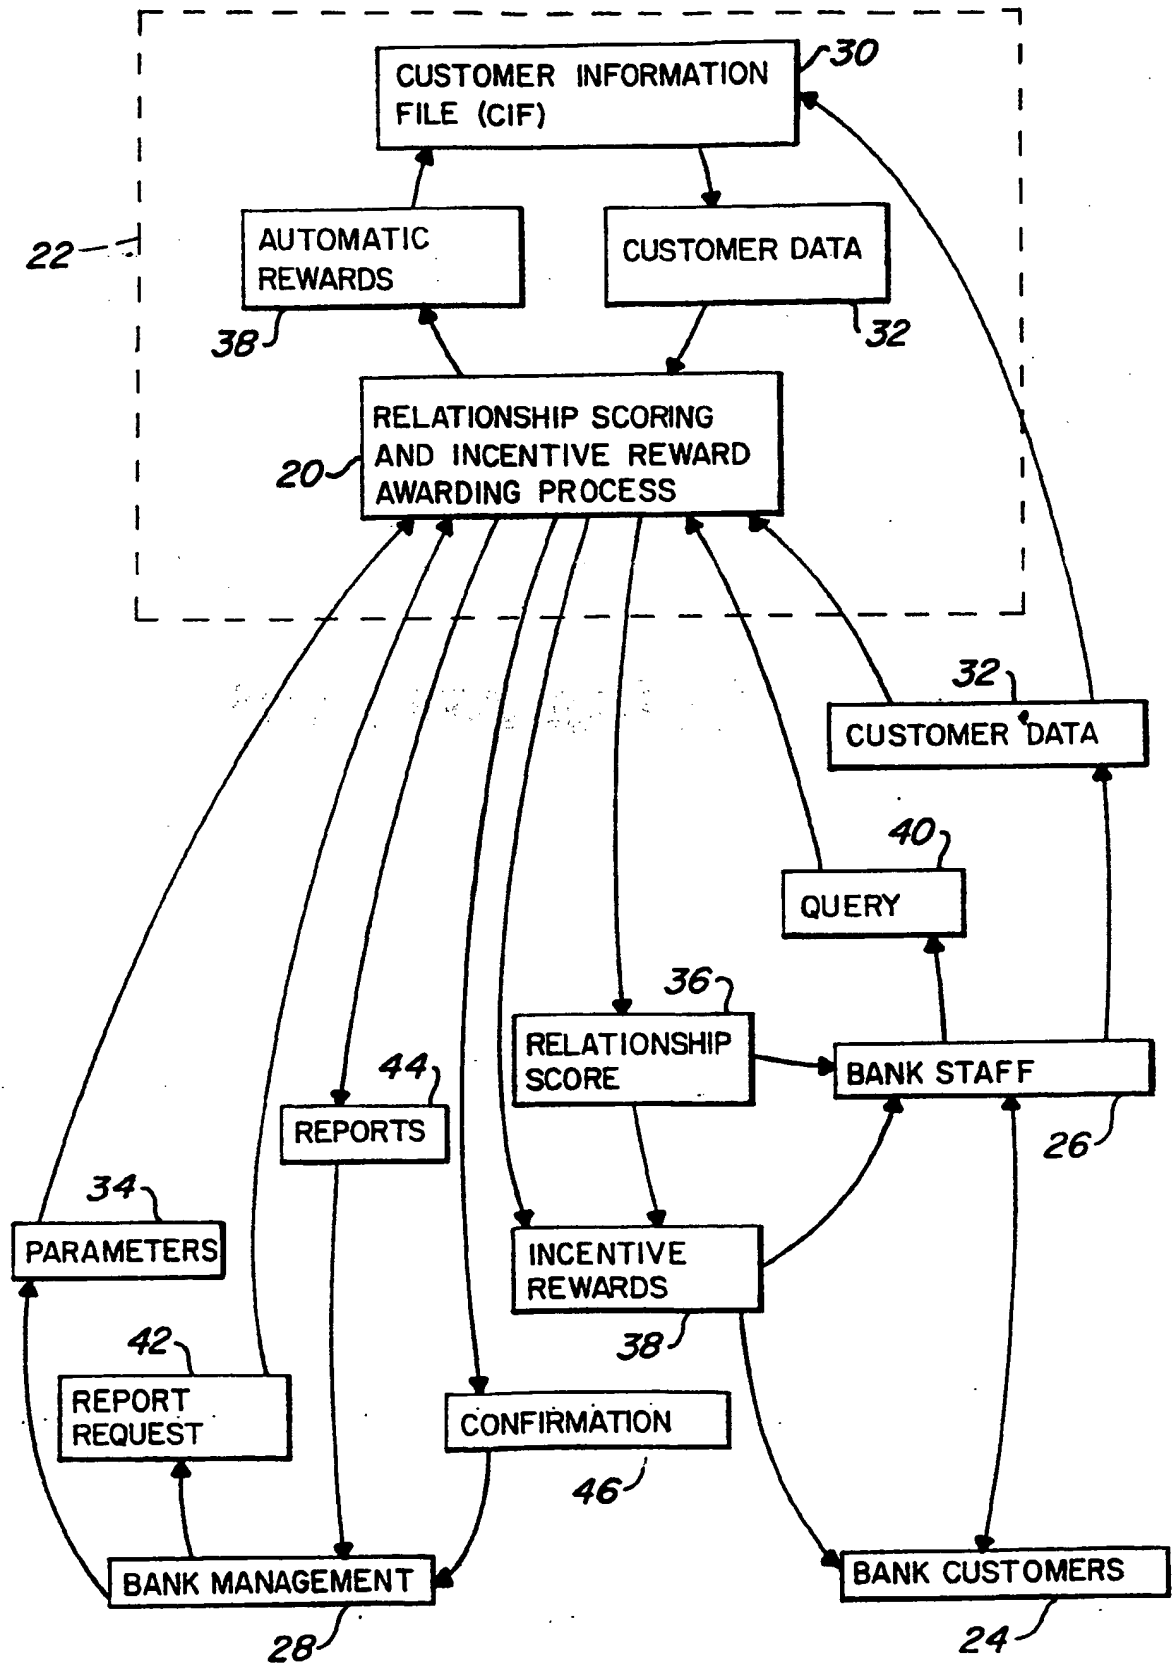 30
CUSTOMER INFORMATION
FILE (CIF)
22
AUTOMATIC
REWARDS
38
CUSTOMER DATA
32
20
RELATIONSHIP SCORING
AND INCENTIVE REWARD
AWARDING PROCESS
32
CUSTOMER DATA
40
QUERY
36
RELATIONSHIP
SCORE
BANK STAFF
26
44
REPORTS
34
PARAMETERS
INCENTIVE
REWARDS
38
42
REPORT
REQUEST
CONFIRMATION
46
BANK MANAGEMENT
28
BANK CUSTOMERS
24